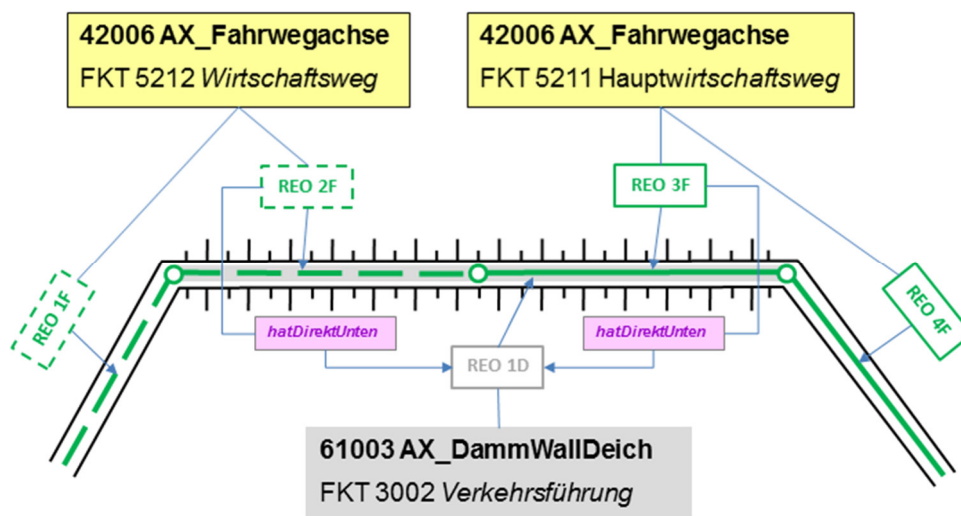 42006 AX_Fahrwegachse
FKT 5212 Wirtschaftsweg
42006 AX_Fahrwegachse
FKT 5211 Hauptwirtschaftsweg
REO 2F
REO 3F
REO 1F
REO 4F
hatDirektUnten
hatDirektUnten
REO 1D
61003 AX_DammWallDeich
FKT 3002 Verkehrsführung